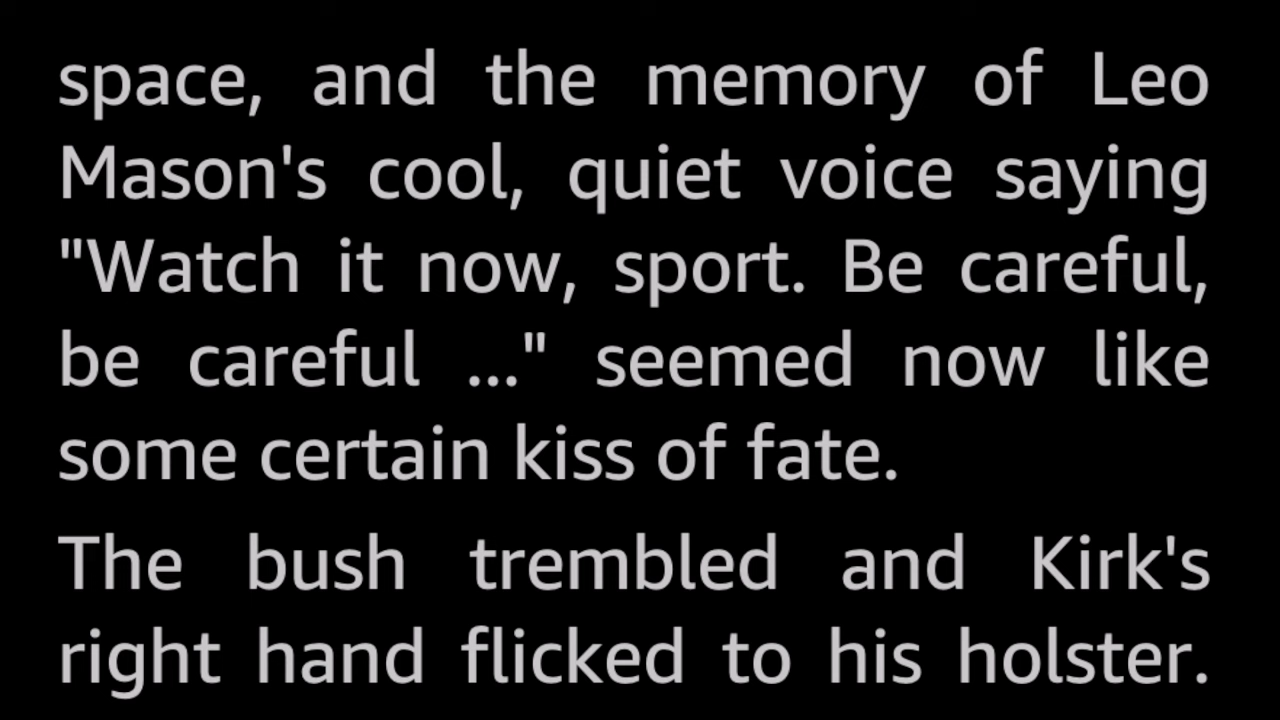 space, and the memory of Leo
Mason's cool, quiet voice saying
"Watch it now, sport. Be careful,
be careful ..." seemed now like
some certain kiss of fate.
The bush trembled and Kirk's
right hand flicked to his holster.